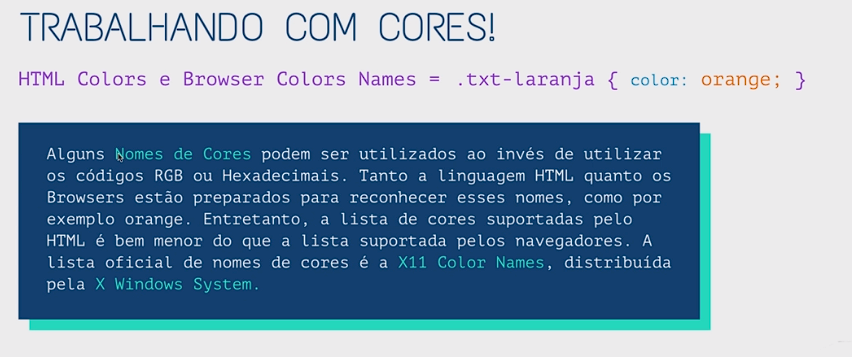 TRABALHANDO COM CORES!
HTML Colors e Browser Colors Names = .txt-laranja { color: orange; }
Alguns Nomes de Cores podem ser utilizados ao invés de utilizar
os códigos RGB ou Hexadecimais. Tanto a linguagem HTML quanto os
Browsers estão preparados para reconhecer esses nomes, como por
exemplo orange. Entretanto, a lista de cores suportadas pelo
HTML é bem menor do que a lista suportada pelos navegadores. A
lista oficial de nomes de cores é a X11 Color Names, distribuída
pela X Windows System.